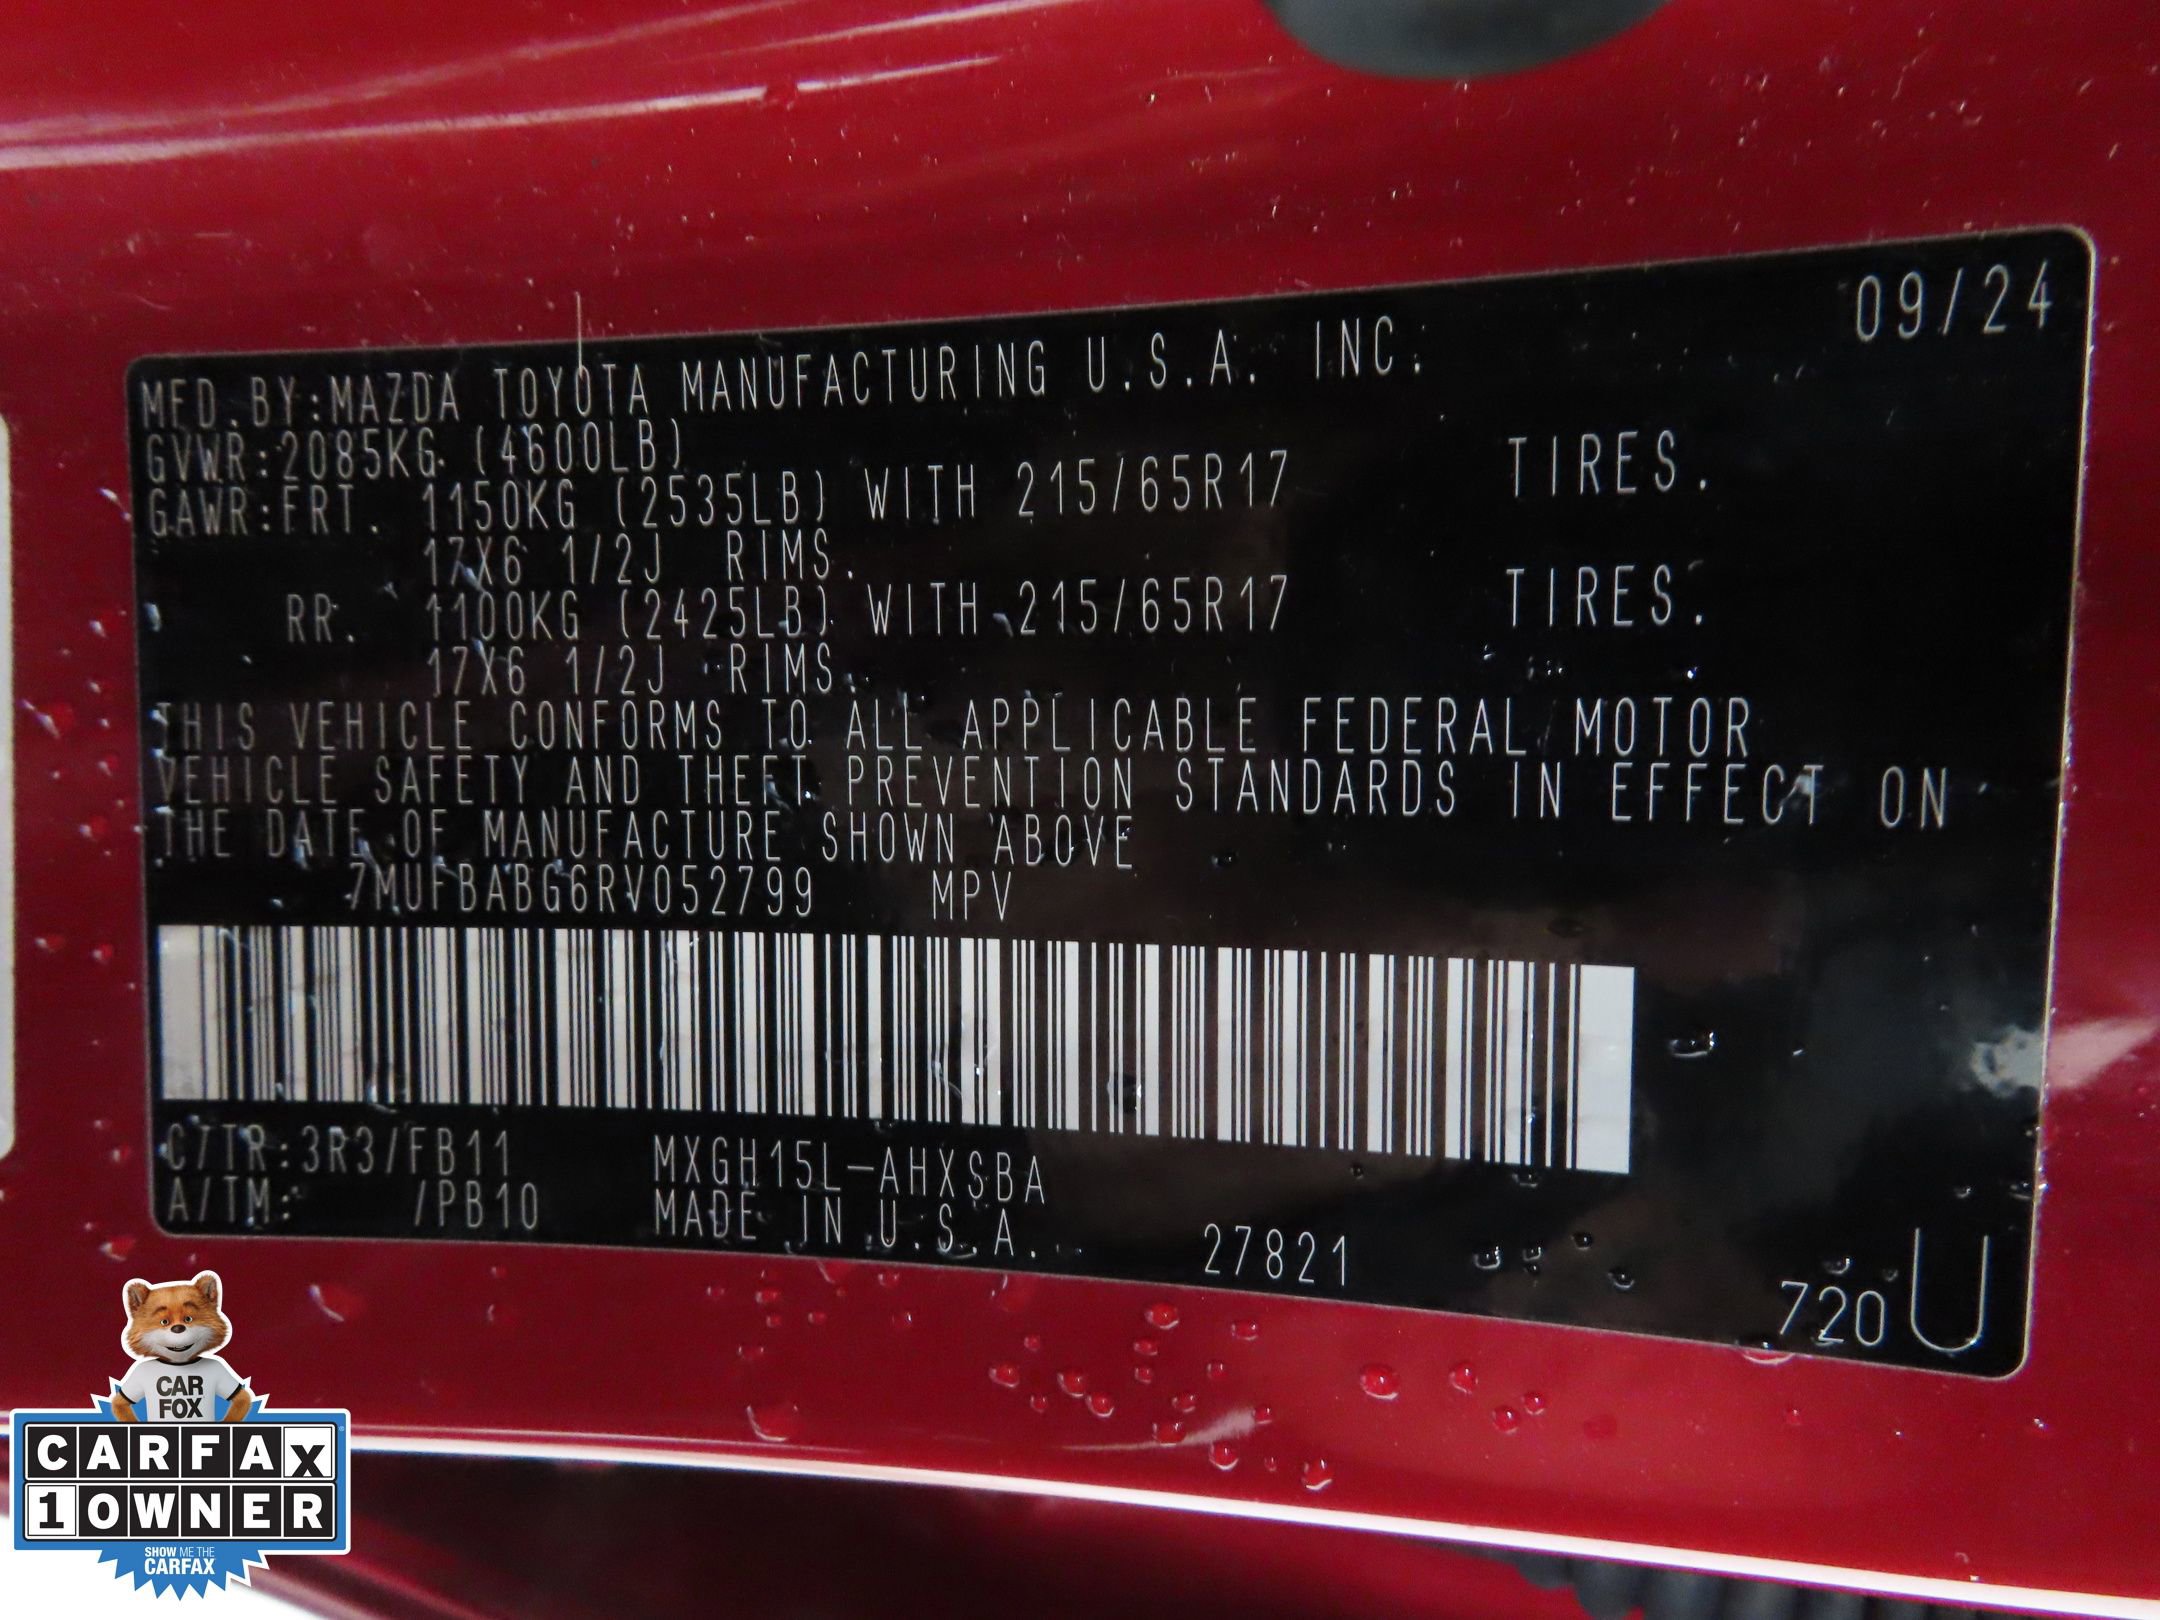 09/24
MFD.BY:MAZDA TOYOTA MANUFACTURING U.S.A. INC.
GVWR:2085KG (4600LB)
GAWR:FRT. 1150KG (2535LB) WITH 215/65R17 TIRES.
17X6 1/2J RIMS.
RR. 1100KG (2425LB) WITH 215/65R17 TIRES.
17X6 1/2J RIMS.
THIS VEHICLE CONFORMS TO ALL APPLICABLE FEDERAL MOTOR
VEHICLE SAFETY AND THEFT PREVENTION STANDARDS IN EFFECT ON
THE DATE OF MANUFACTURE SHOWN ABOVE
7MUFBABG6RV052799 MPV
C/TR:3R3/FB11 MXGH15L-AHXSBA
A/TM: /PB10 MADE IN U.S.A. 27821 720 U
CAR
FOX
CARFAX
1 OWNER
SHOW ME THE
CARFAX